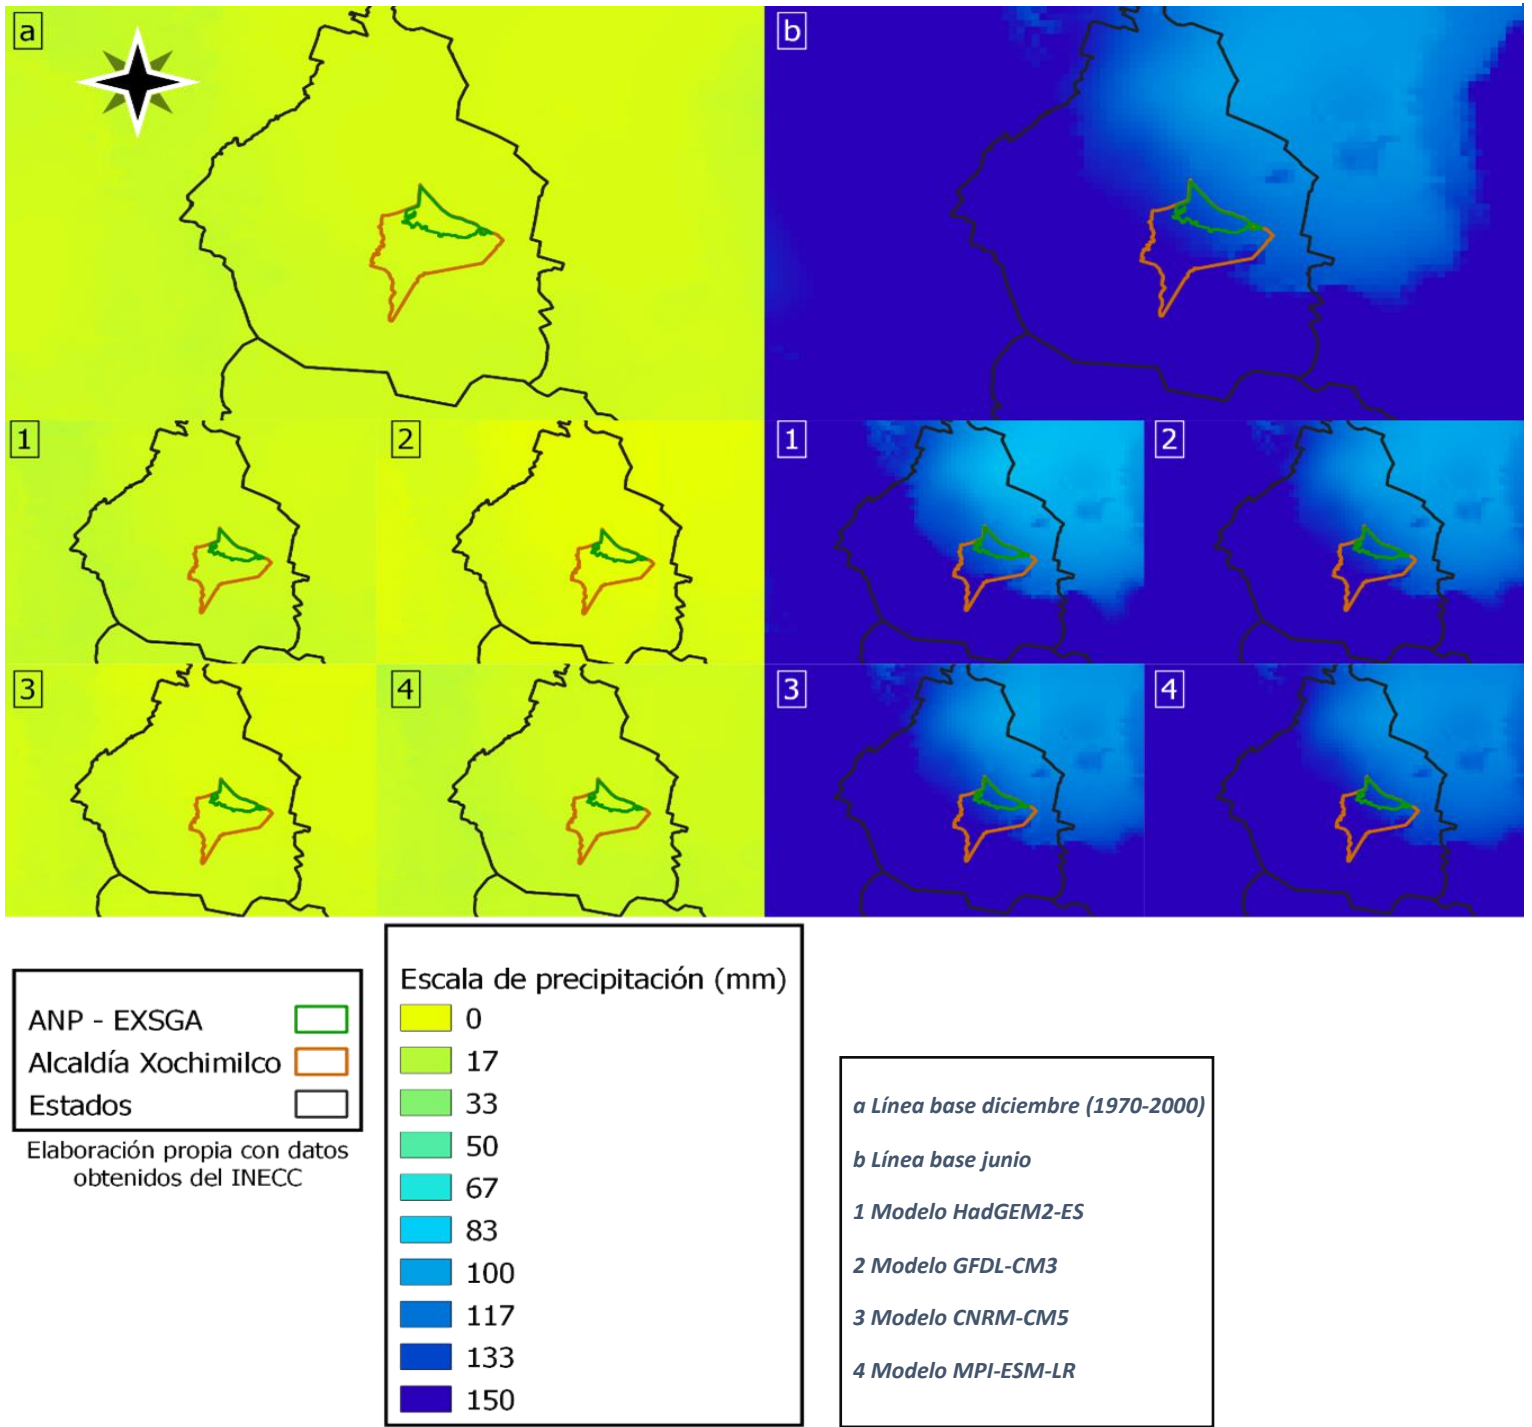 a
b
1
2
1
2
3
4
3
4
ANP - EXSGA
Alcaldía Xochimilco
Estados
Elaboración propia con datos
obtenidos del INECC
Escala de precipitación (mm)
0
17
33
50
67
83
100
117
133
150
a Línea base diciembre (1970-2000)
b Línea base junio
1 Modelo HadGEM2-ES
2 Modelo GFDL-CM3
3 Modelo CNRM-CM5
4 Modelo MPI-ESM-LR